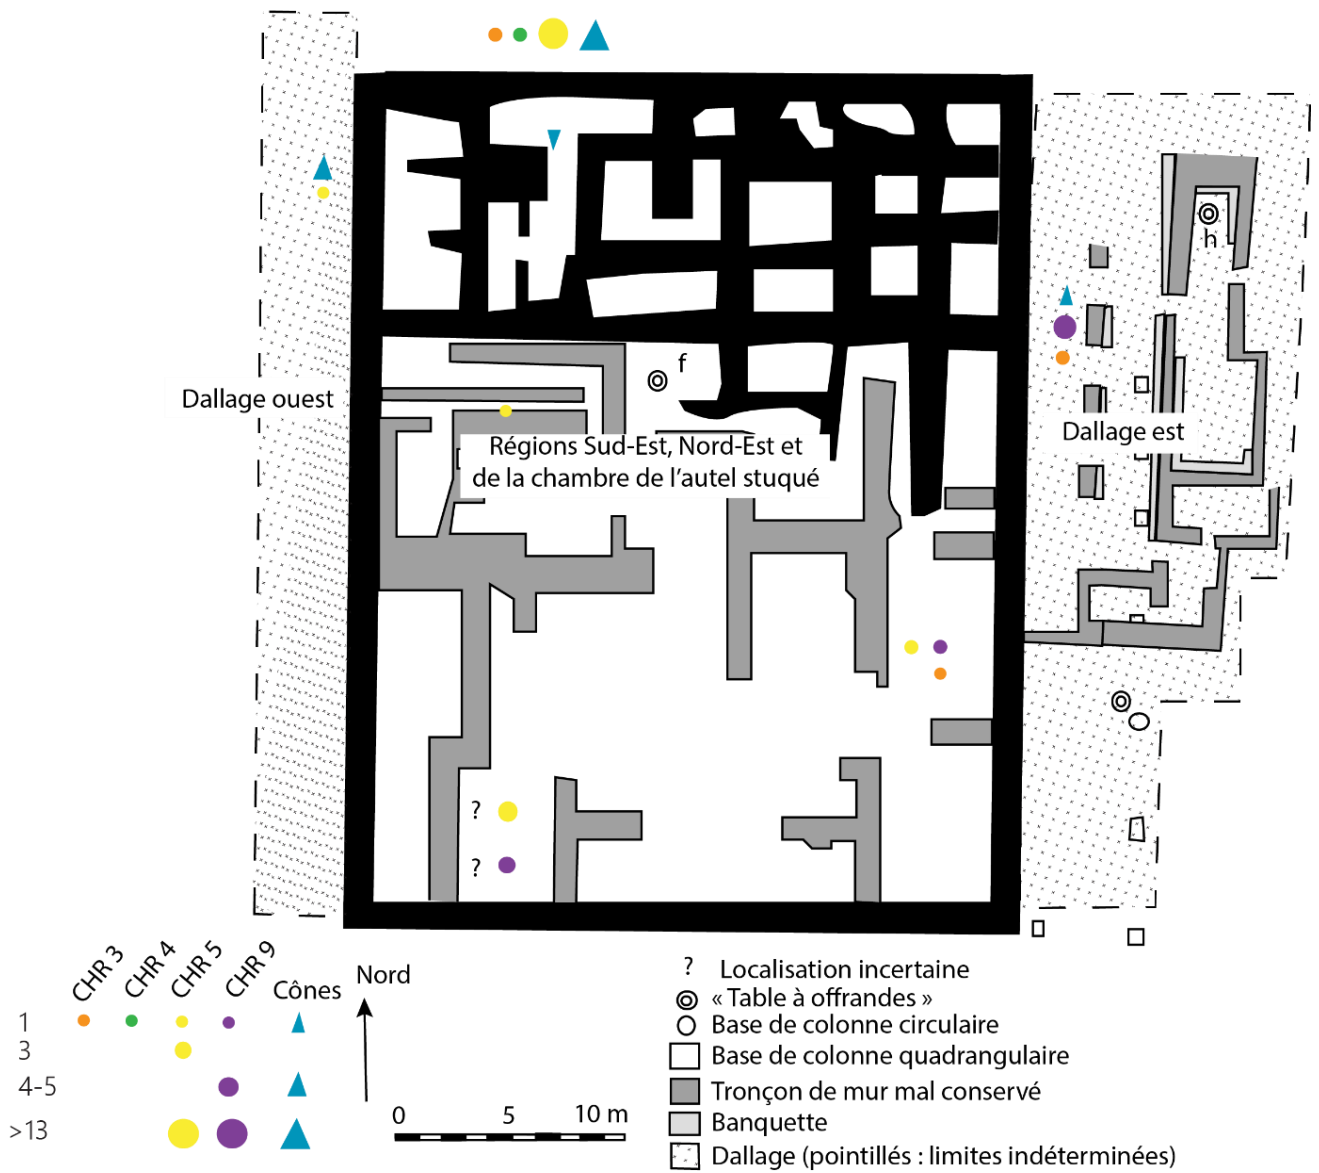 h
f
Dallage ouest
Régions Sud-Est, Nord-Est et
de la chambre de l'autel stuqué
Dallage est
?
?
CHR 3
CHR 4
CHR 5
CHR 9
Cônes
1
3
4-5
>13
Nord
0 5 10 m
? Localisation incertaine
« Table à offrandes »
Base de colonne circulaire
Base de colonne quadrangulaire
Tronçon de mur mal conservé
Banquette
Dallage (pointillés : limites indéterminées)